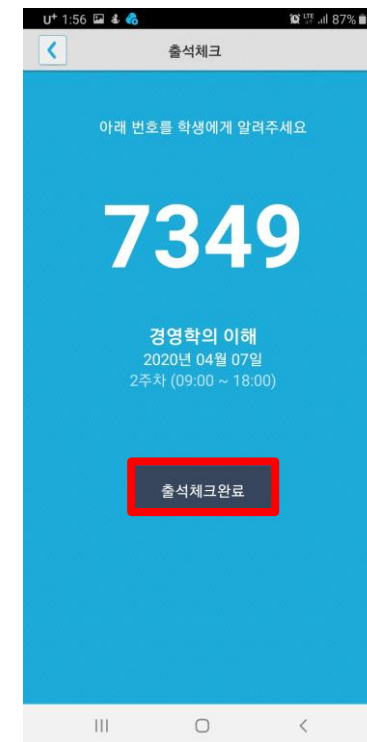 U+ 1:56 LTE 87%
출석체크
아래 번호를 학생에게 알려주세요
7349
경영학의 이해
2020년 04월 07일
2주차 (09:00 ~ 18:00)
출석체크완료